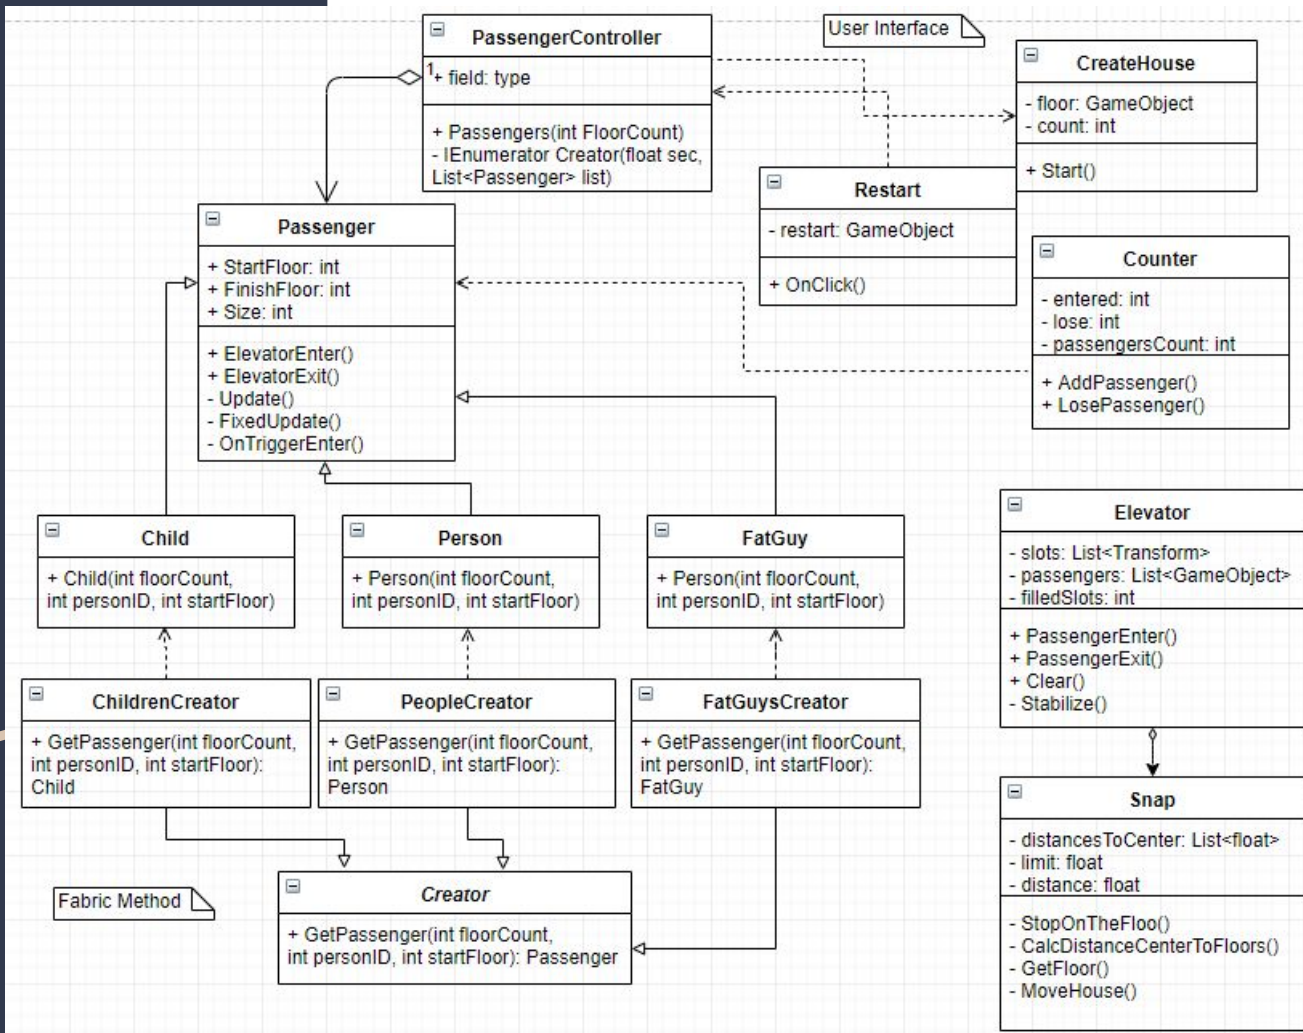 PassengerController
1
+ field: type
+ Passengers(int FloorCount)
- IEnumerator Creator(float sec,
List<Passenger> list)
User Interface
CreateHouse
- floor: GameObject
- count: int
+ Start()
Restart
- restart: GameObject
+ OnClick()
Passenger
+ StartFloor: int
+ FinishFloor: int
+ Size: int
+ ElevatorEnter()
+ ElevatorExit()
- Update()
- FixedUpdate()
- OnTriggerEnter()
Counter
- entered: int
- lose: int
- passengersCount: int
+ AddPassenger()
+ LosePassenger()
Child
+ Child(int floorCount,
int personID, int startFloor)
Person
+ Person(int floorCount,
int personID, int startFloor)
FatGuy
+ Person(int floorCount,
int personID, int startFloor)
Elevator
- slots: List<Transform>
- passengers: List<GameObject>
- filledSlots: int
+ PassengerEnter()
+ PassengerExit()
+ Clear()
- Stabilize()
ChildrenCreator
+ GetPassenger(int floorCount,
int personID, int startFloor):
Child
PeopleCreator
+ GetPassenger(int floorCount,
int personID, int startFloor):
Person
FatGuysCreator
+ GetPassenger(int floorCount,
int personID, int startFloor):
FatGuy
Snap
- distancesToCenter: List<float>
- limit: float
- distance: float
- StopOnTheFloo()
- CalcDistanceCenterToFloors()
- GetFloor()
- MoveHouse()
Fabric Method
Creator
+ GetPassenger(int floorCount,
int personID, int startFloor): Passenger